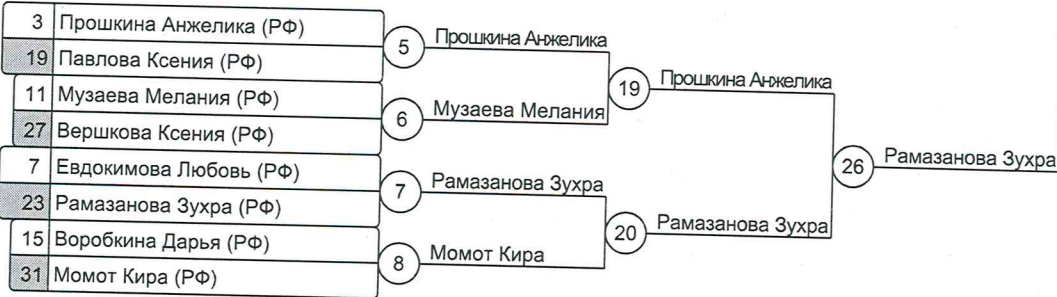 3 Прошкина Анжелика (РФ)
19 Павлова Ксения (РФ)
11 Музаева Мелания (РФ)
27 Вершкова Ксения (РФ)
7 Евдокимова Любовь (РФ)
23 Рамазанова Зухра (РФ)
15 Воробкина Дарья (РФ)
31 Момот Кира (РФ)
5 Прошкина Анжелика
6 Музаева Мелания
7 Рамазанова Зухра
8 Момот Кира
19 Прошкина Анжелика
20 Рамазанова Зухра
26 Рамазанова Зухра